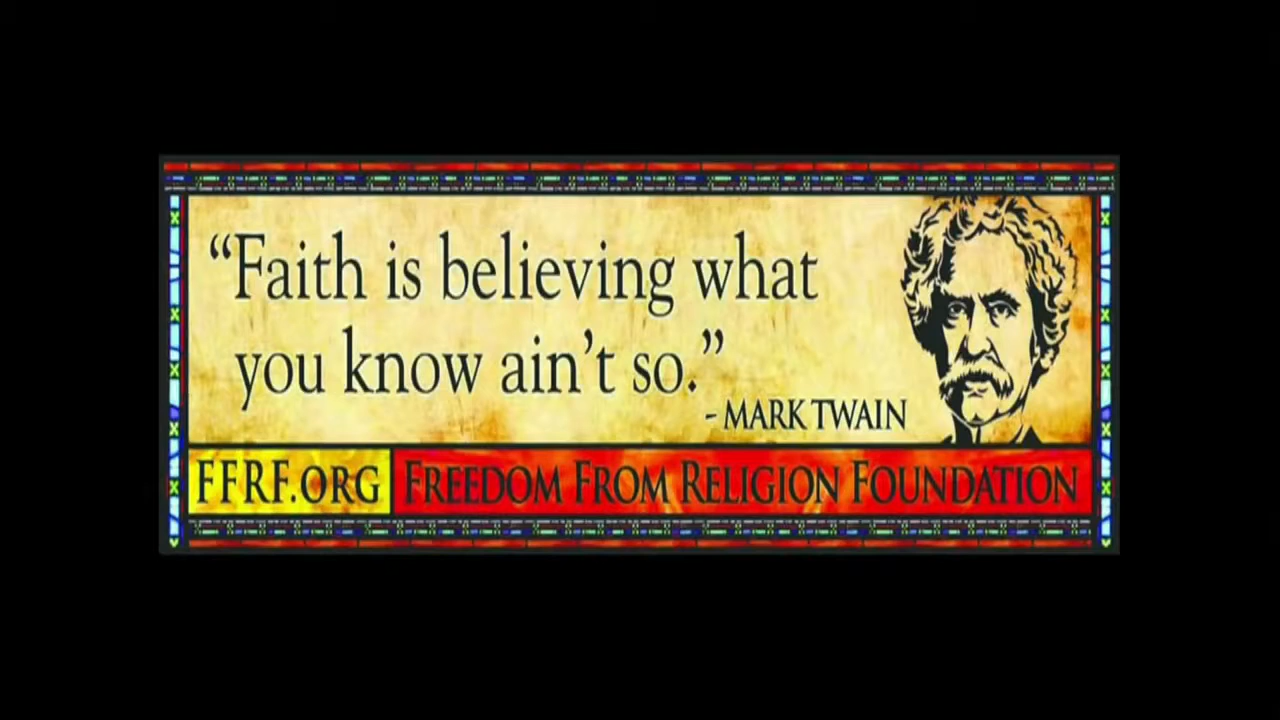 “Faith is believing what
you know ain’t so.”
- MARK TWAIN
FFRF.ORG FREEDOM FROM RELIGION FOUNDATION